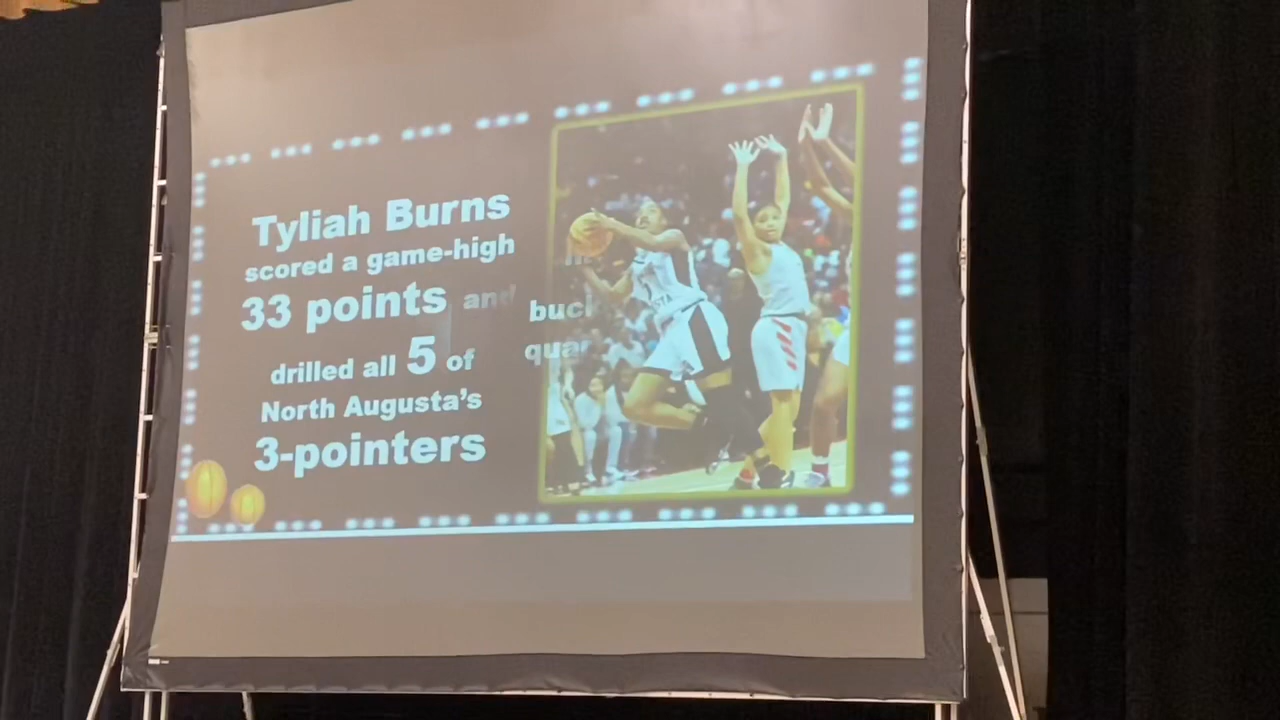 Tyliah Burns
scored a game-high
33 points and
drilled all 5 of
North Augusta's
3-pointers